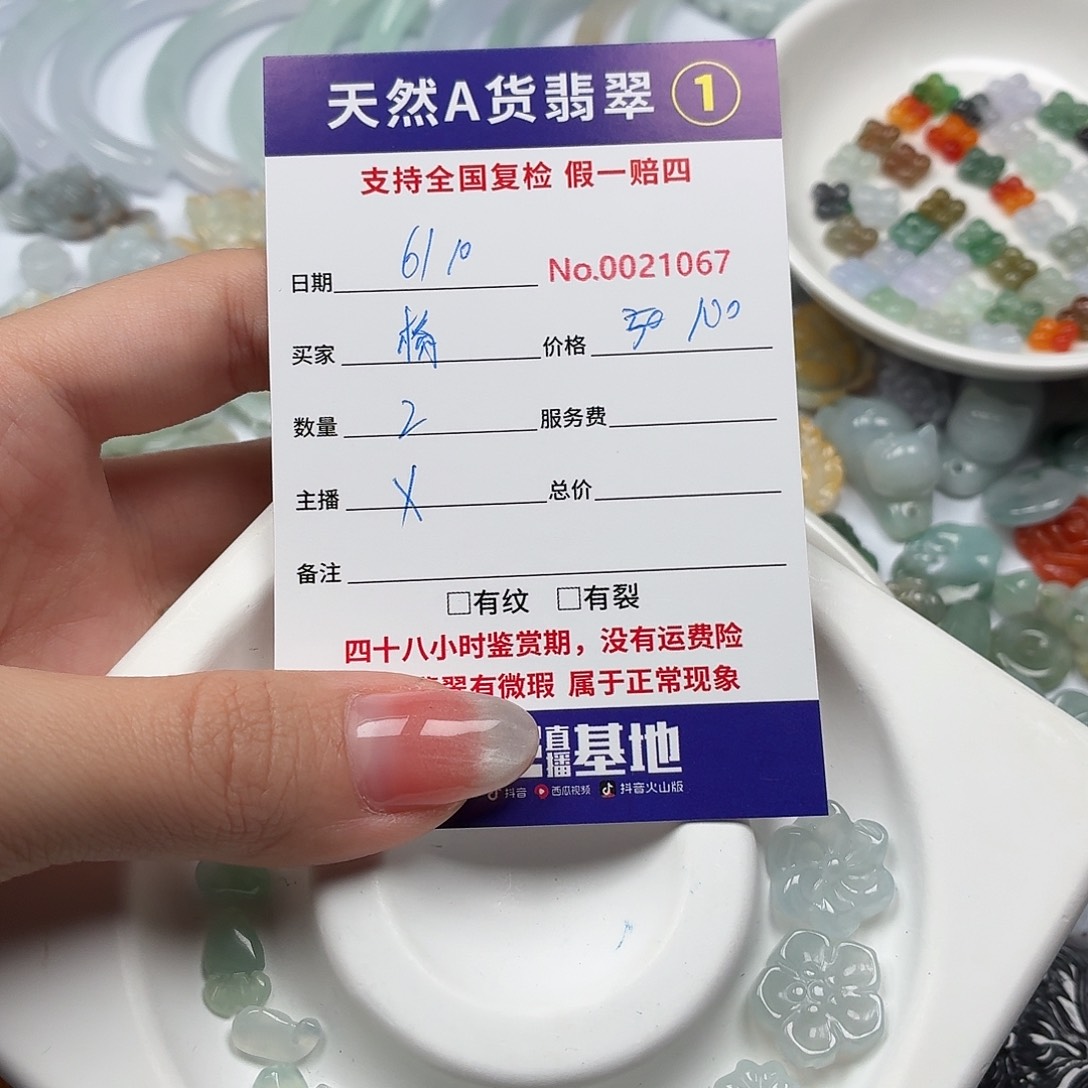 天然A货翡翠 ①
支持全国复检 假一赔四
日期 6/10 No.0021067
买家 价格
数量 2 服务费
主播 X 总价
备注
□有纹 □有裂
四十八小时鉴赏期，没有运费险
翡翠有微瑕 属于正常现象
直播基地
抖音 西瓜视频 抖音火山版